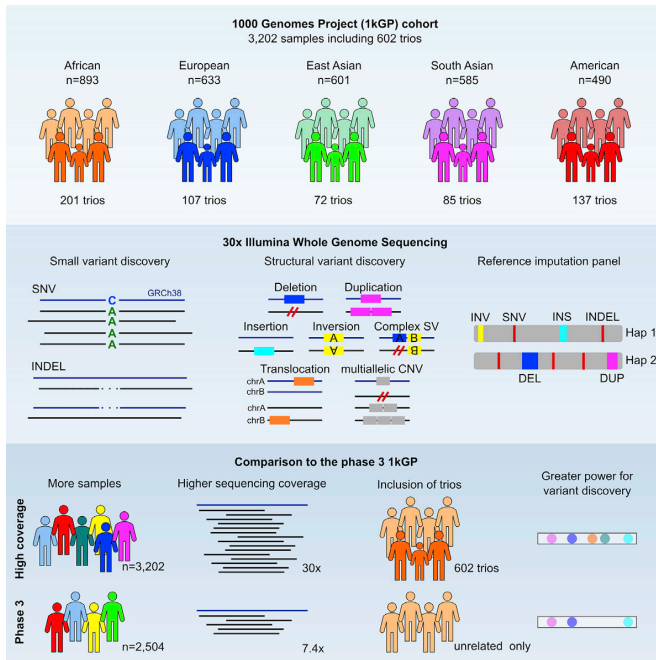 1000 Genomes Project (1kGP) cohort
3,202 samples including 602 trios
African
n=893
European
n=633
East Asian
n=601
South Asian
n=585
American
n=490
201 trios
107 trios
72 trios
85 trios
137 trios
30x Illumina Whole Genome Sequencing
Small variant discovery
SNV
C
GRCh38
A
A
A
A
INDEL
Structural variant discovery
Deletion
Duplication
Insertion
Inversion
Complex SV
A
A
A B
B
Translocation
multiallelic CNV
chrA
chrB
chrA
chrB
Reference imputation panel
INV
SNV
INS
INDEL
Hap 1
Hap 2
DEL
DUP
Comparison to the phase 3 1kGP
More samples
Higher sequencing coverage
Inclusion of trios
Greater power for
variant discovery
High coverage
n=3,202
30x
602 trios
Phase 3
n=2,504
7.4x
unrelated only